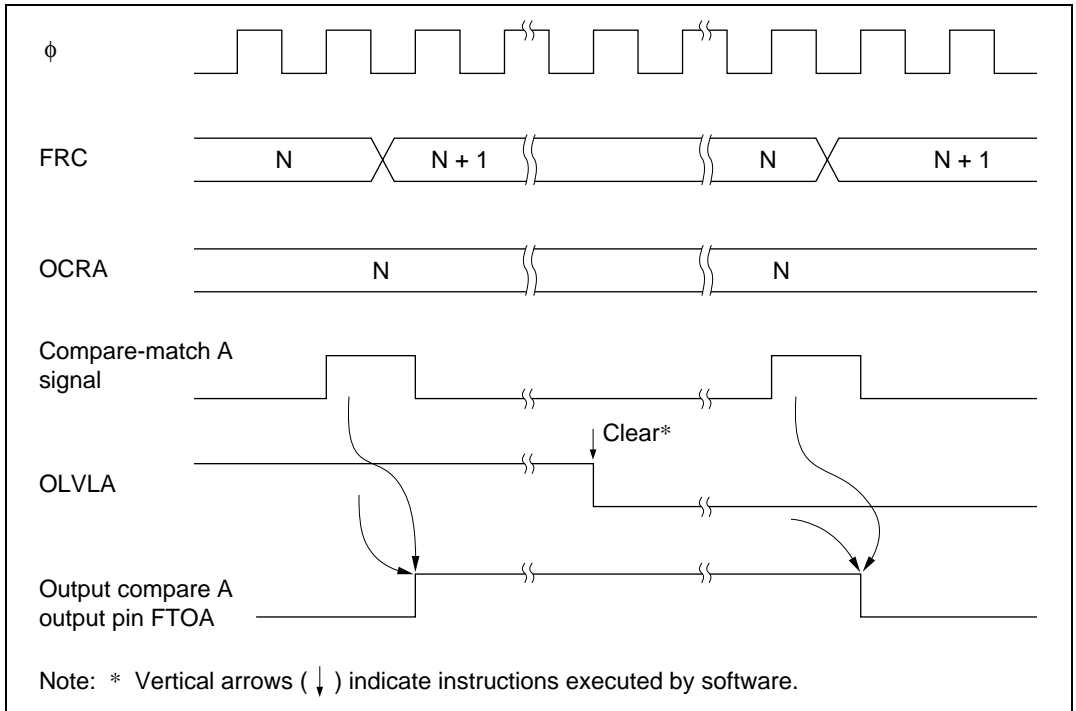 ϕ
FRC
N
N + 1
N
N + 1
OCRA
N
N
Compare-match A
signal
Clear*
OLVLA
Output compare A
output pin FTOA
Note: * Vertical arrows ( ↓ ) indicate instructions executed by software.